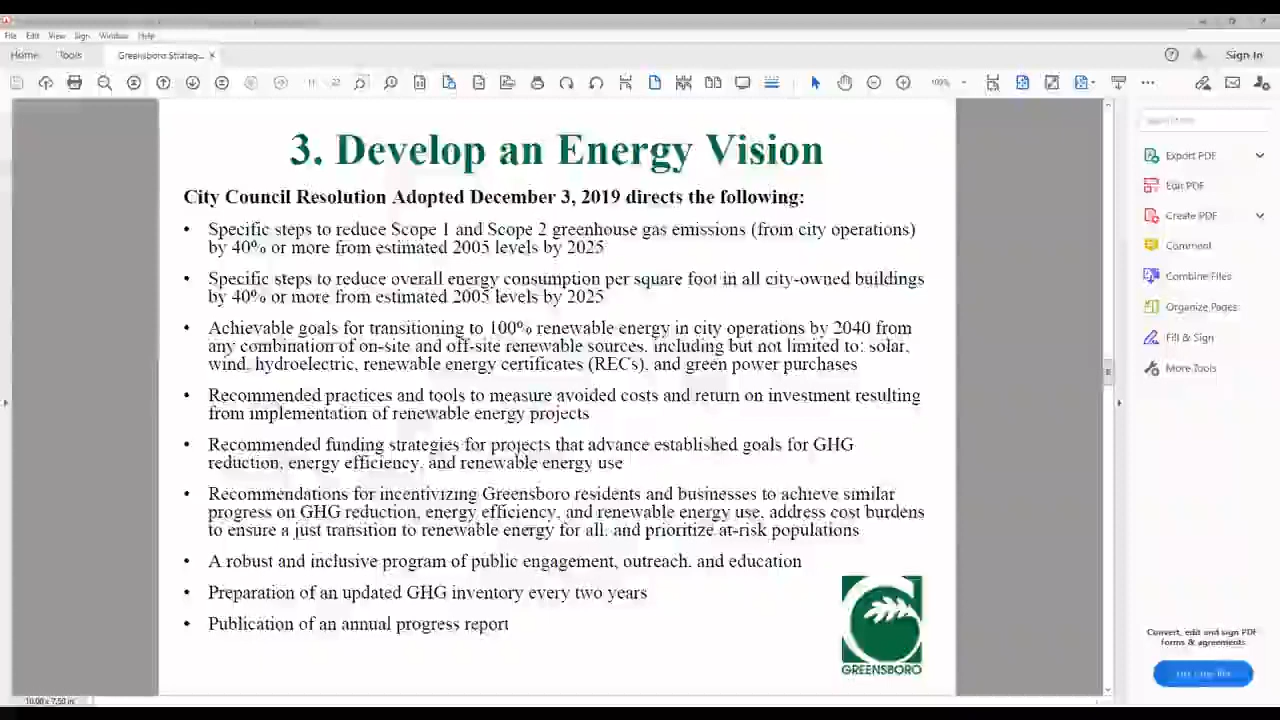 File Edit View Sign Window Help
Home Tools Greensboro Strateg... × Sign In
109%
3. Develop an Energy Vision
City Council Resolution Adopted December 3, 2019 directs the following:
• Specific steps to reduce Scope 1 and Scope 2 greenhouse gas emissions (from city operations)
by 40% or more from estimated 2005 levels by 2025
• Specific steps to reduce overall energy consumption per square foot in all city-owned buildings
by 40% or more from estimated 2005 levels by 2025
• Achievable goals for transitioning to 100% renewable energy in city operations by 2040 from
any combination of on-site and off-site renewable sources, including but not limited to: solar,
wind, hydroelectric, renewable energy certificates (RECs), and green power purchases
• Recommended practices and tools to measure avoided costs and return on investment resulting
from implementation of renewable energy projects
• Recommended funding strategies for projects that advance established goals for GHG
reduction, energy efficiency, and renewable energy use
• Recommendations for incentivizing Greensboro residents and businesses to achieve similar
progress on GHG reduction, energy efficiency, and renewable energy use, address cost burdens
to ensure a just transition to renewable energy for all, and prioritize at-risk populations
• A robust and inclusive program of public engagement, outreach, and education
• Preparation of an updated GHG inventory every two years
• Publication of an annual progress report
GREENSBORO
10.00 x 7.50 in
Export PDF
Edit PDF
Create PDF
Comment
Combine Files
Organize Pages
Fill & Sign
More Tools
Convert, edit and sign PDF
forms & agreements